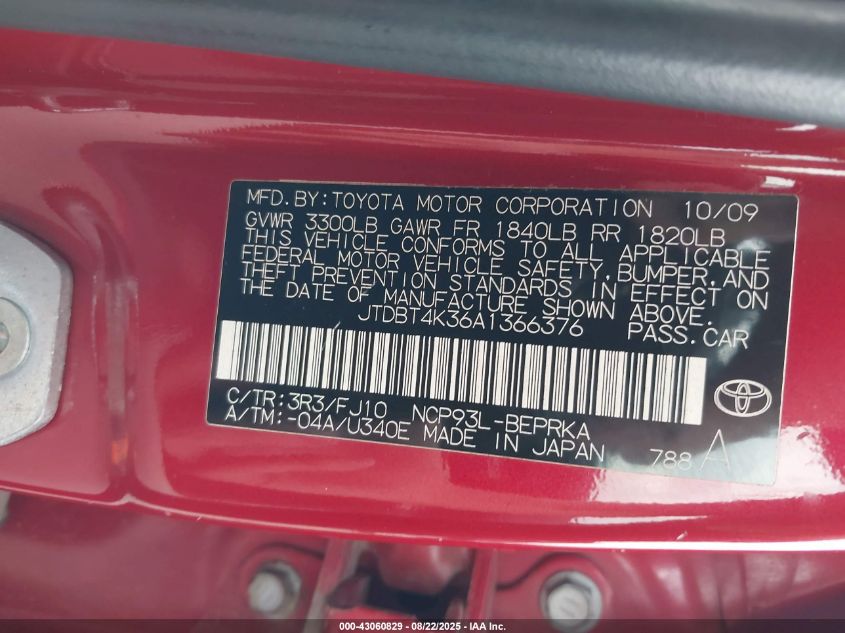 MFD.BY:TOYOTA MOTOR CORPORATION 10/09
GVWR 3300LB GAWR FR 1840LB RR 1820LB
THIS VEHICLE CONFORMS TO ALL APPLICABLE
FEDERAL MOTOR VEHICLE SAFETY, BUMPER, AND
THEFT PREVENTION STANDARDS IN EFFECT ON
THE DATE OF MANUFACTURE SHOWN ABOVE.
JTDBT4K36A1366376 PASS.CAR
C/TR:3R3/FJ10 NCP93L-BEPRKA
A/TM:-04A/U340E MADE IN JAPAN 788 A
000-43060829 - 08/22/2025 - IAA Inc.